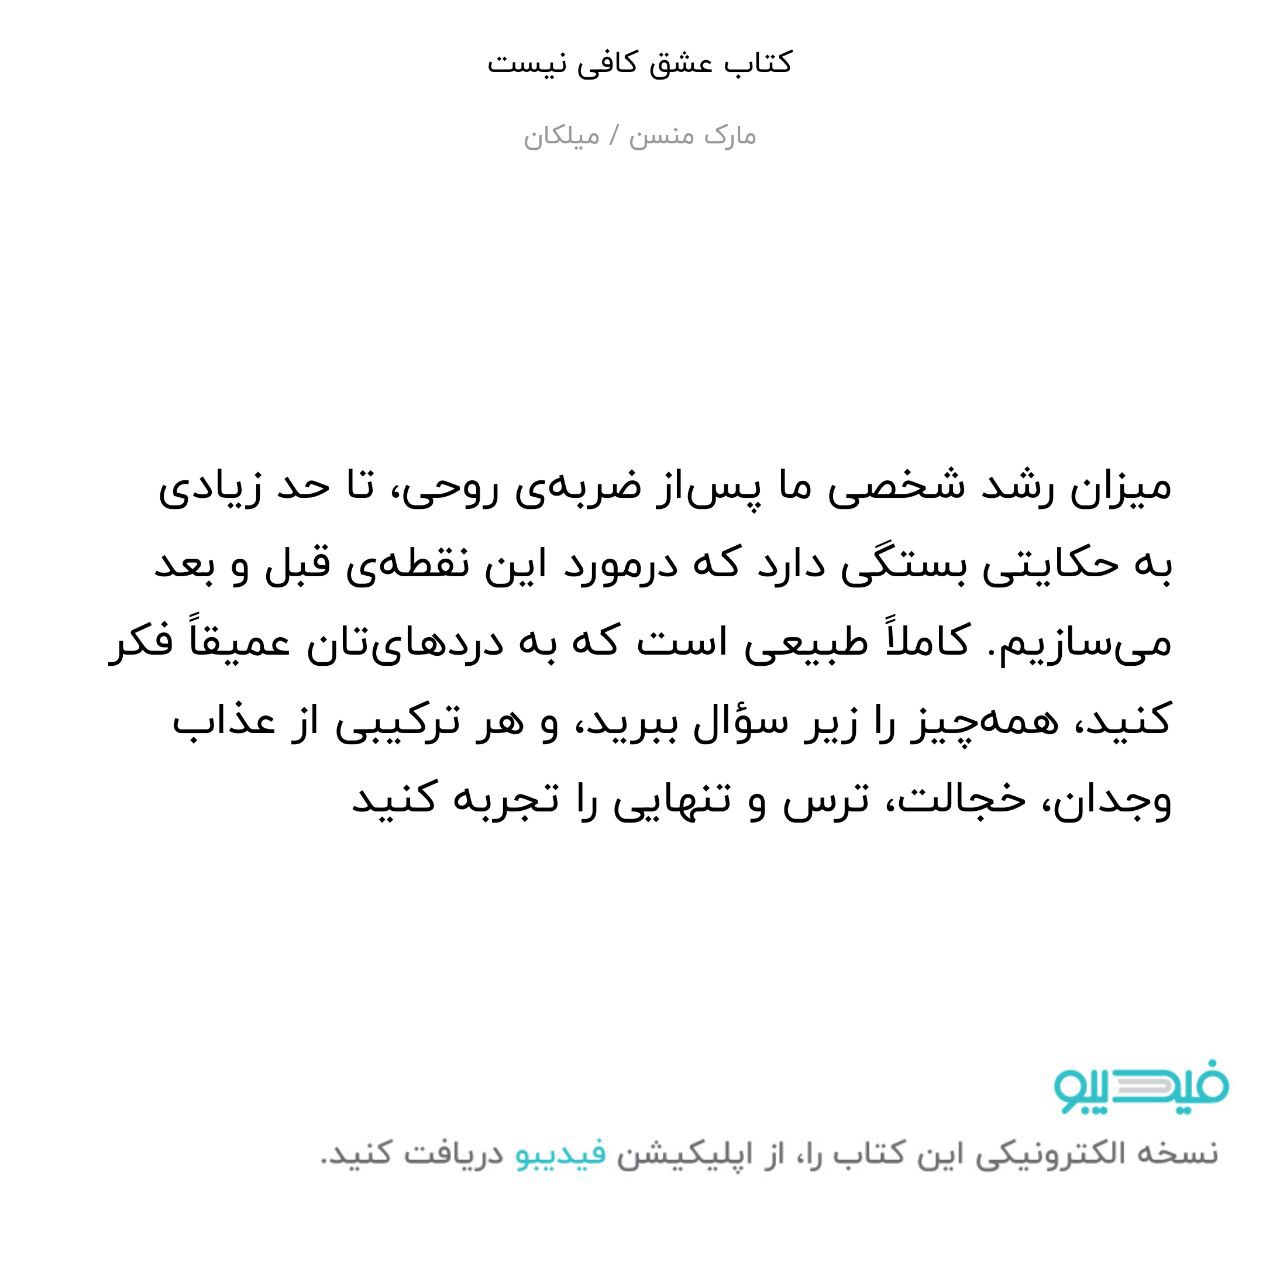 کتاب عشق کافی نیست
مارک منسن / میلکان
میزان رشد شخصی ما پس‌از ضربه‌ی روحی، تا حد زیادی
به حکایتی بستگی دارد که درمورد این نقطه‌ی قبل و بعد
می‌سازیم. کاملاً طبیعی است که به دردهای‌تان عمیقاً فکر
کنید، همه‌چیز را زیر سؤال ببرید، و هر ترکیبی از عذاب
وجدان، خجالت، ترس و تنهایی را تجربه کنید
فیدیبو
نسخه الکترونیکی این کتاب را، از اپلیکیشن فیدیبو دریافت کنید.